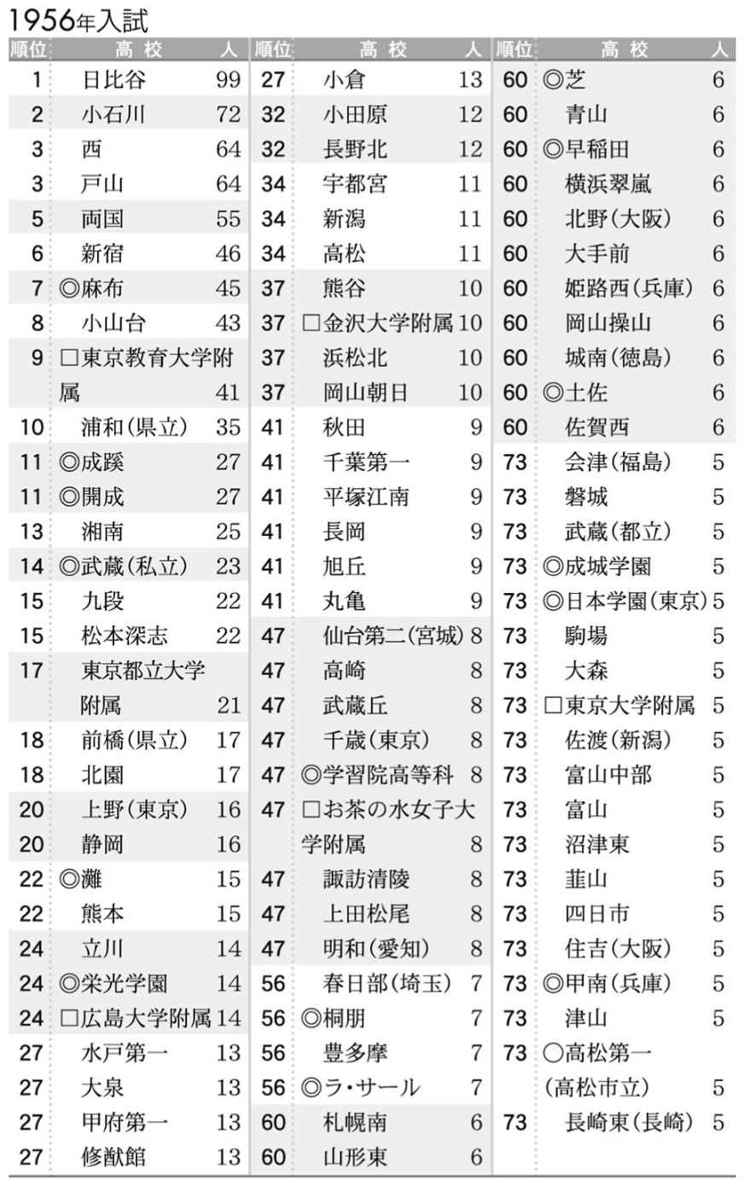 1956年入試
順位 高校 人
1 日比谷 99
2 小石川 72
3 西 64
3 戸山 64
5 両国 55
6 新宿 46
7 ◎麻布 45
8 小山台 43
9 □東京教育大学附
属 41
10 浦和(県立) 35
11 ◎成蹊 27
11 ◎開成 27
13 湘南 25
14 ◎武蔵(私立) 23
15 九段 22
15 松本深志 22
17 東京都立大学
附属 21
18 前橋(県立) 17
18 北園 17
20 上野(東京) 16
20 静岡 16
22 ◎灘 15
22 熊本 15
24 立川 14
24 ◎栄光学園 14
24 □広島大学附属 14
27 水戸第一 13
27 大泉 13
27 甲府第一 13
27 修猷館 13
順位 高校 人
27 小倉 13
32 小田原 12
32 長野北 12
34 宇都宮 11
34 新潟 11
34 高松 11
37 熊谷 10
37 □金沢大学附属 10
37 浜松北 10
37 岡山朝日 10
41 秋田 9
41 千葉第一 9
41 平塚江南 9
41 長岡 9
41 旭丘 9
41 丸亀 9
47 仙台第二(宮城) 8
47 高崎 8
47 武蔵丘 8
47 千歳(東京) 8
47 ◎学習院高等科 8
47 □お茶の水女子大
学附属 8
47 諏訪清陵 8
47 上田松尾 8
47 明和(愛知) 8
56 春日部(埼玉) 7
56 ◎桐朋 7
56 豊多摩 7
56 ◎ラ・サール 7
60 札幌南 6
60 山形東 6
順位 高校 人
60 ◎芝 6
60 青山 6
60 ◎早稲田 6
60 横浜翠嵐 6
60 北野(大阪) 6
60 大手前 6
60 姫路西(兵庫) 6
60 岡山操山 6
60 城南(徳島) 6
60 ◎土佐 6
60 佐賀西 6
73 会津(福島) 5
73 磐城 5
73 武蔵(都立) 5
73 ◎成城学園 5
73 ◎日本学園(東京) 5
73 駒場 5
73 大森 5
73 □東京大学附属 5
73 佐渡(新潟) 5
73 富山中部 5
73 富山 5
73 沼津東 5
73 韮山 5
73 四日市 5
73 住吉(大阪) 5
73 ◎甲南(兵庫) 5
73 津山 5
73 ○高松第一
(高松市立) 5
73 長崎東(長崎) 5